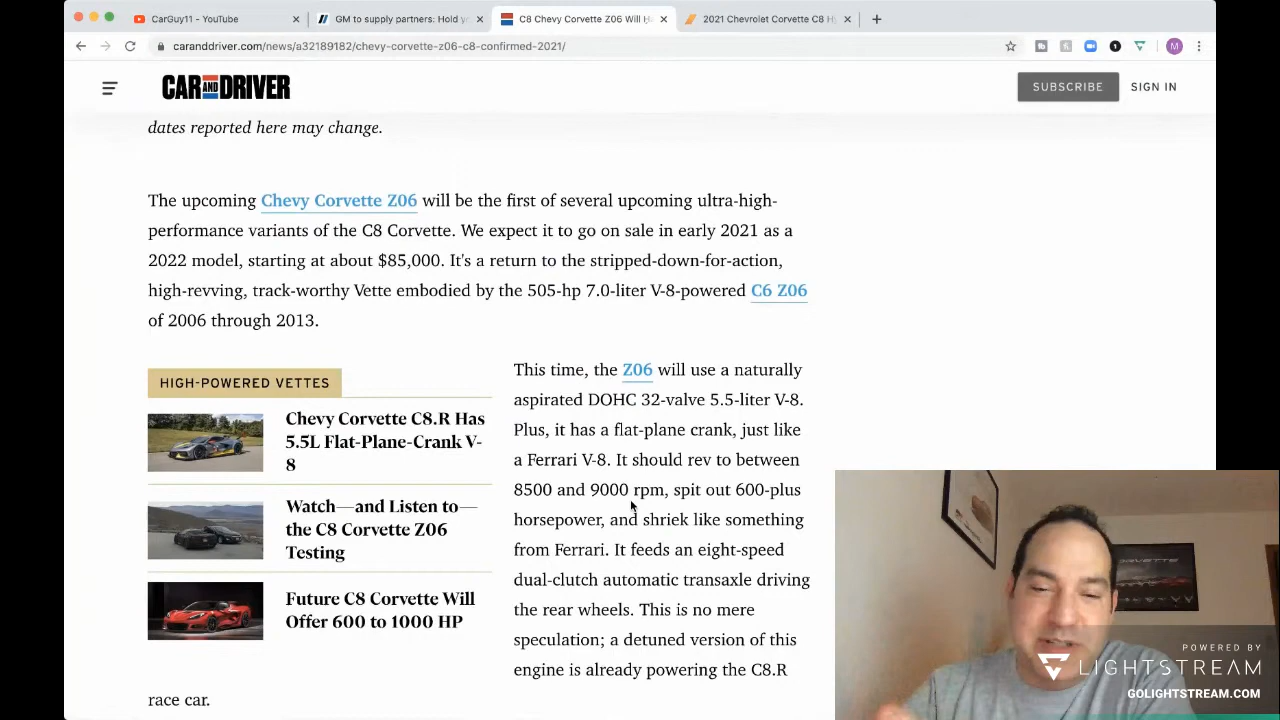 CarGuy11 - YouTube
GM to supply partners: Hold y
C8 Chevy Corvette Z06 Will H
2021 Chevrolet Corvette C8 H
caranddriver.com/news/a32189182/chevy-corvette-z06-c8-confirmed-2021/
M
CAR AND DRIVER
SUBSCRIBE
SIGN IN
dates reported here may change.
The upcoming Chevy Corvette Z06 will be the first of several upcoming ultra-high-
performance variants of the C8 Corvette. We expect it to go on sale in early 2021 as a
2022 model, starting at about $85,000. It's a return to the stripped-down-for-action,
high-revving, track-worthy Vette embodied by the 505-hp 7.0-liter V-8-powered C6 Z06
of 2006 through 2013.
HIGH-POWERED VETTES
Chevy Corvette C8.R Has
5.5L Flat-Plane-Crank V-
8
Watch—and Listen to—
the C8 Corvette Z06
Testing
Future C8 Corvette Will
Offer 600 to 1000 HP
This time, the Z06 will use a naturally
aspirated DOHC 32-valve 5.5-liter V-8.
Plus, it has a flat-plane crank, just like
a Ferrari V-8. It should rev to between
8500 and 9000 rpm, spit out 600-plus
horsepower, and shriek like something
from Ferrari. It feeds an eight-speed
dual-clutch automatic transaxle driving
the rear wheels. This is no mere
speculation; a detuned version of this
engine is already powering the C8.R
race car.
CORVETTE
POWERED BY
LIGHTSTREAM
GOLIGHTSTREAM.COM